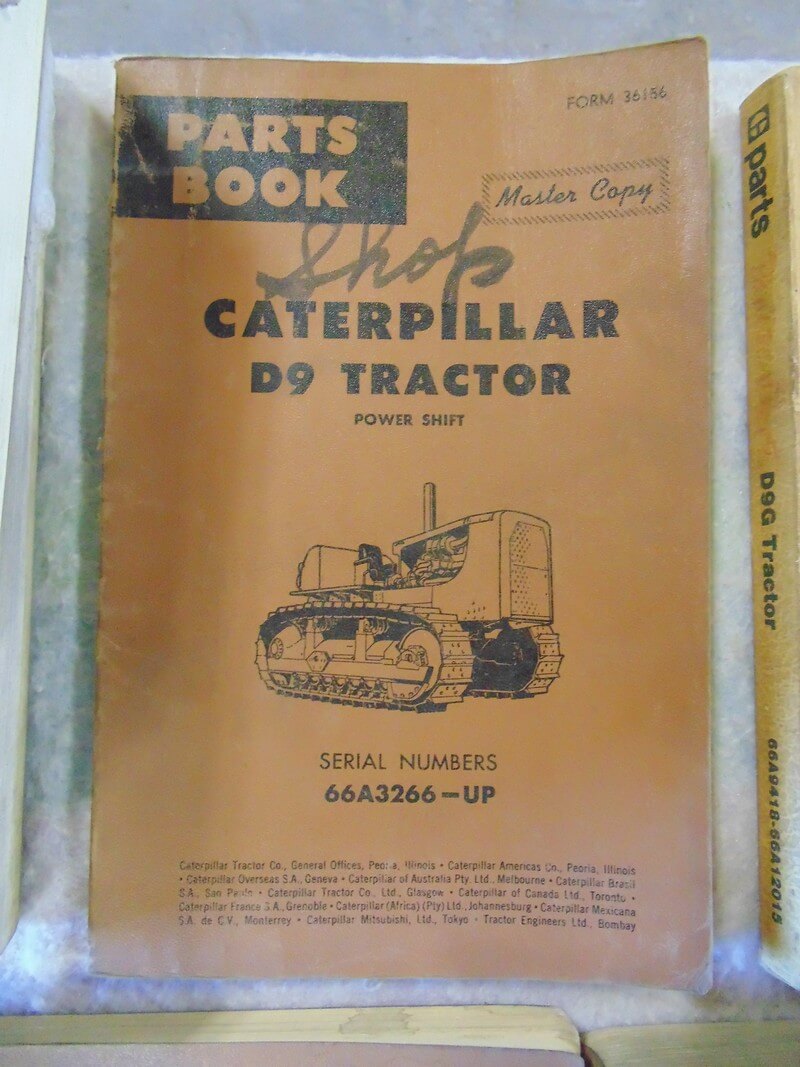 PARTS
BOOK
FORM 36156
Master Copy
Shop
CATERPILLAR
D9 TRACTOR
POWER SHIFT
SERIAL NUMBERS
66A3266-UP
Caterpillar Tractor Co., General Offices, Peoria, Illinois • Caterpillar Americas Co., Peoria, Illinois
• Caterpillar Overseas S.A., Geneva • Caterpillar of Australia Pty. Ltd., Melbourne • Caterpillar Brasil
S.A., Sao Paulo • Caterpillar Tractor Co., Ltd., Glasgow • Caterpillar of Canada Ltd., Toronto •
Caterpillar France S.A., Grenoble • Caterpillar (Africa) (Pty) Ltd., Johannesburg • Caterpillar Mexicana
S.A. de C.V., Monterrey • Caterpillar Mitsubishi, Ltd., Tokyo • Tractor Engineers Ltd., Bombay
parts
D9G Tractor
66A9418-66A12015